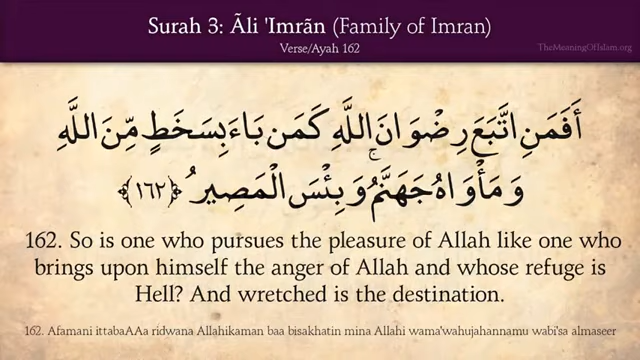 Surah 3: Ãli 'Imrãn (Family of Imran)
Verse/Ayah 162
TheMeaningOfIslam.org
أَفَمَنِ اتَّبَعَ رِضْوَانَ اللَّهِ كَمَن بَاءَ بِسَخَطٍ مِّنَ اللَّهِ
وَمَأْوَاهُ جَهَنَّمُ ۚ وَبِئْسَ الْمَصِيرُ ﴿١٦٢﴾
162. So is one who pursues the pleasure of Allah like one who
brings upon himself the anger of Allah and whose refuge is
Hell? And wretched is the destination.
162. Afamani ittabaAAa ridwana Allahikaman baa bisakhatin mina Allahi wama'wahujahannamu wabi'sa almaseer